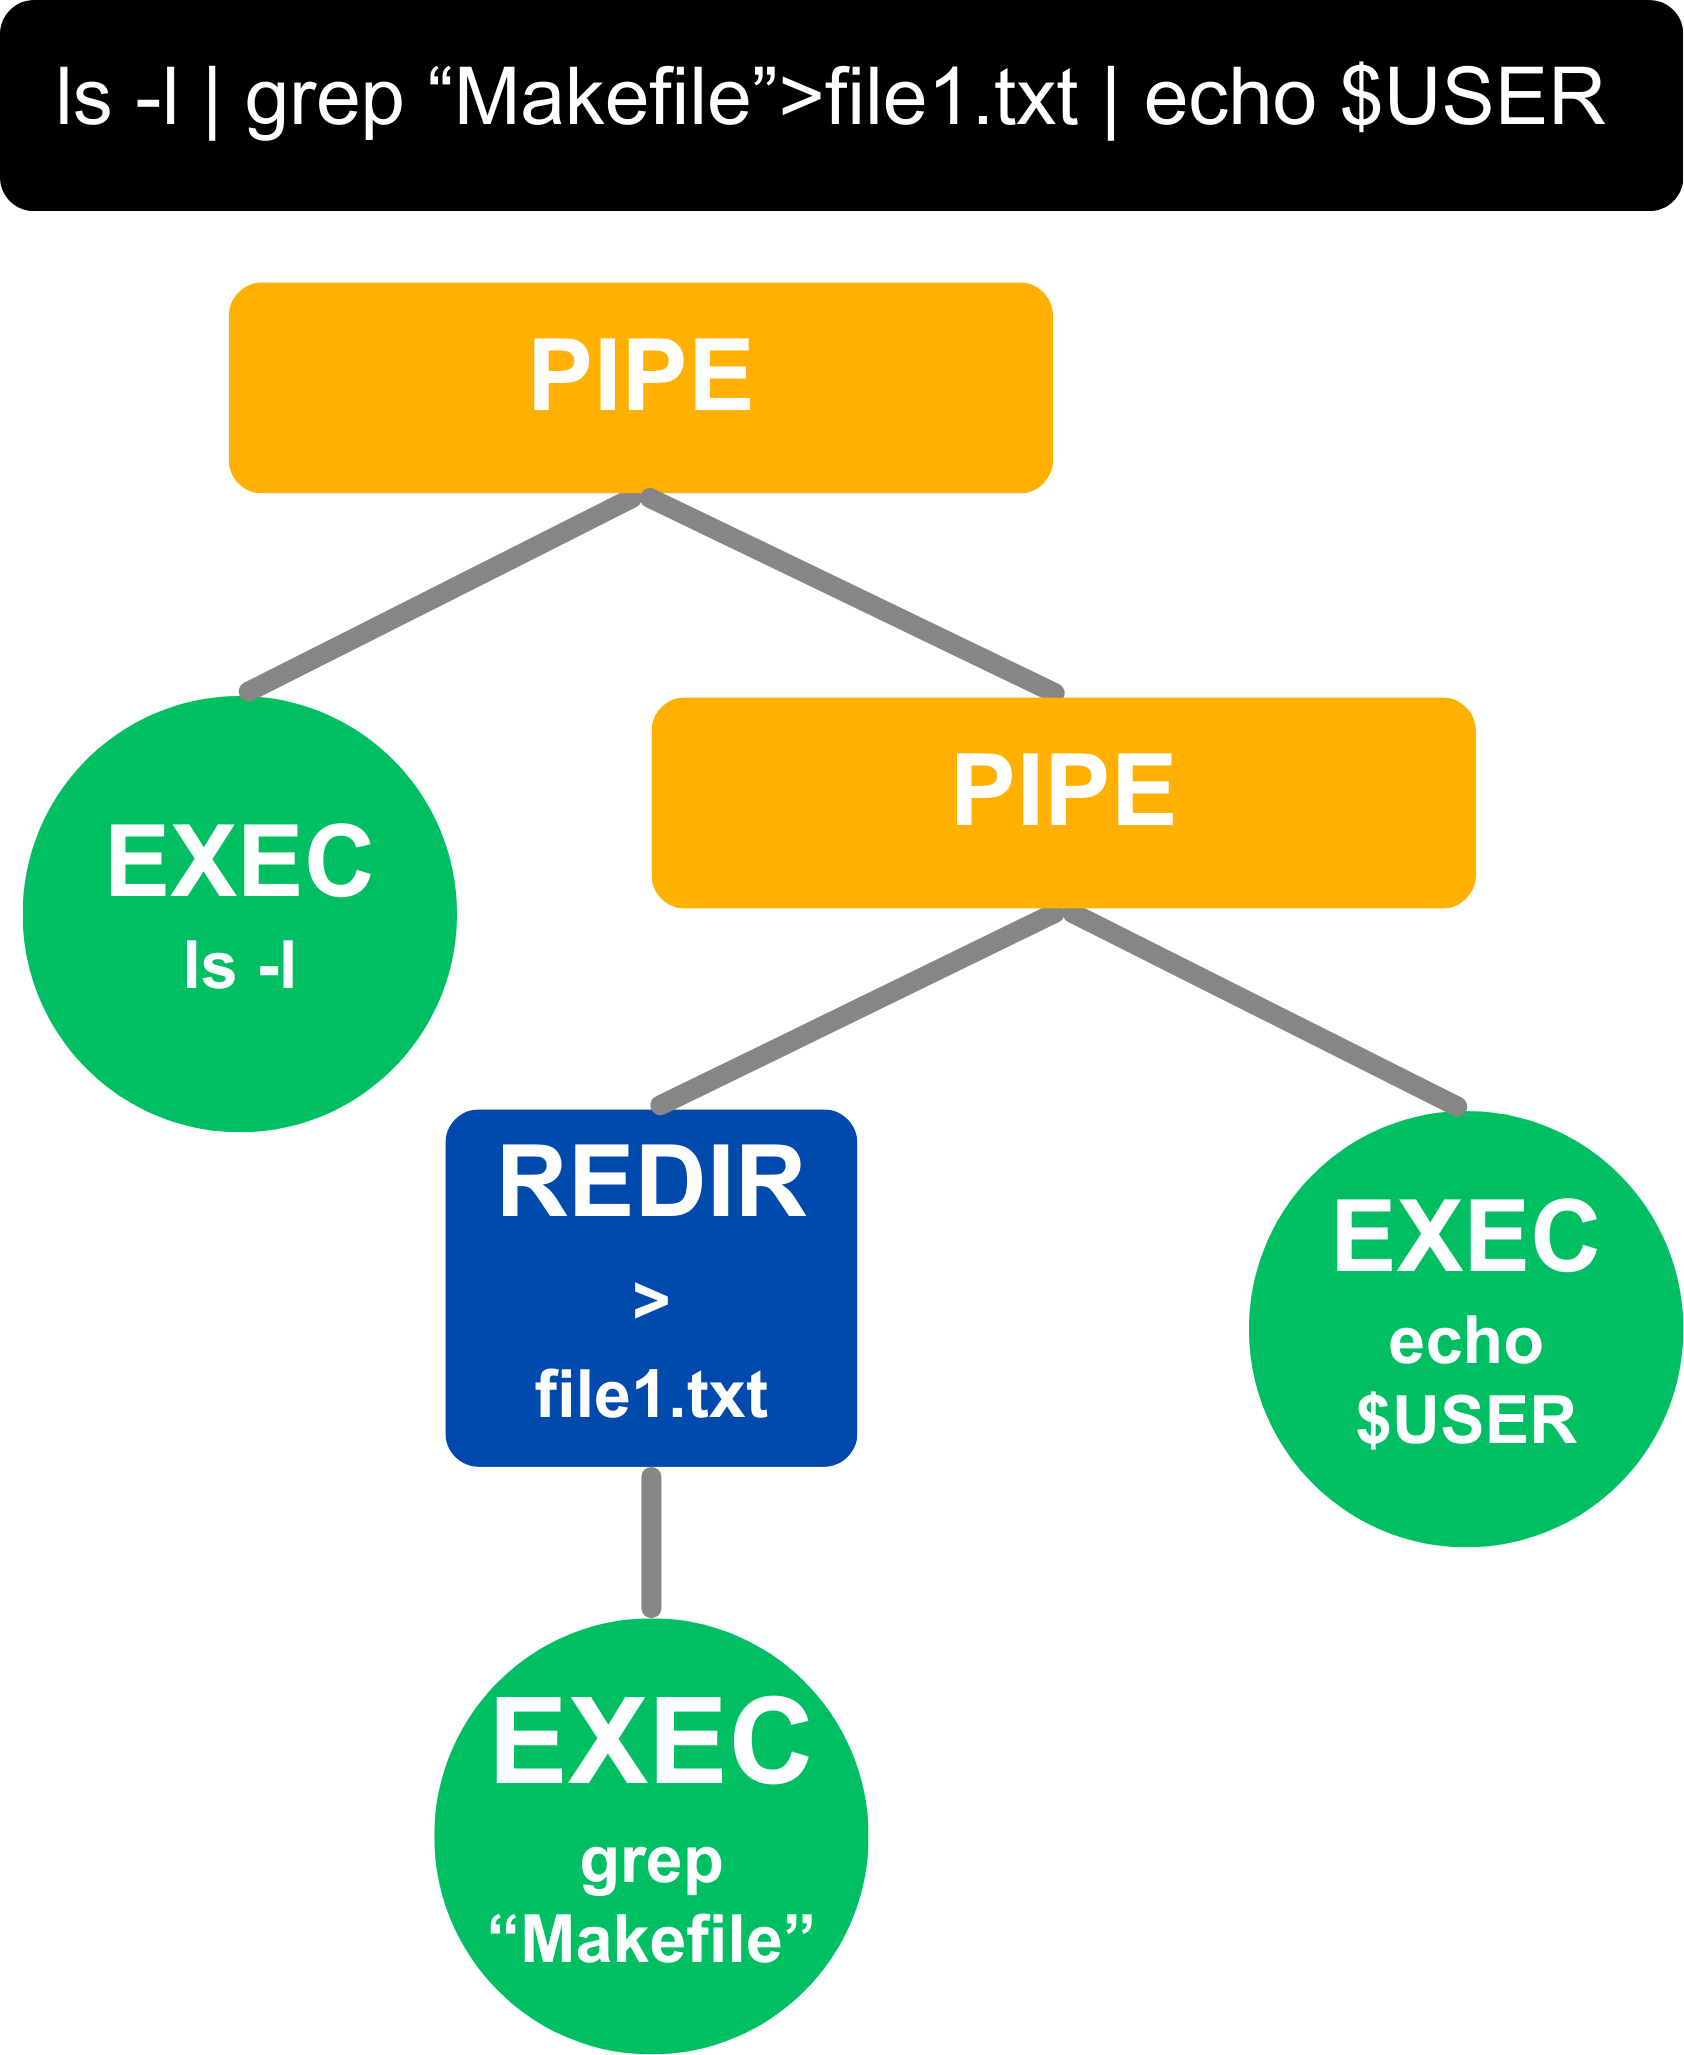 ls -l | grep “Makefile”>file1.txt | echo $USER
PIPE
EXEC
ls -l
PIPE
REDIR
>
file1.txt
EXEC
echo
$USER
EXEC
grep
“Makefile”